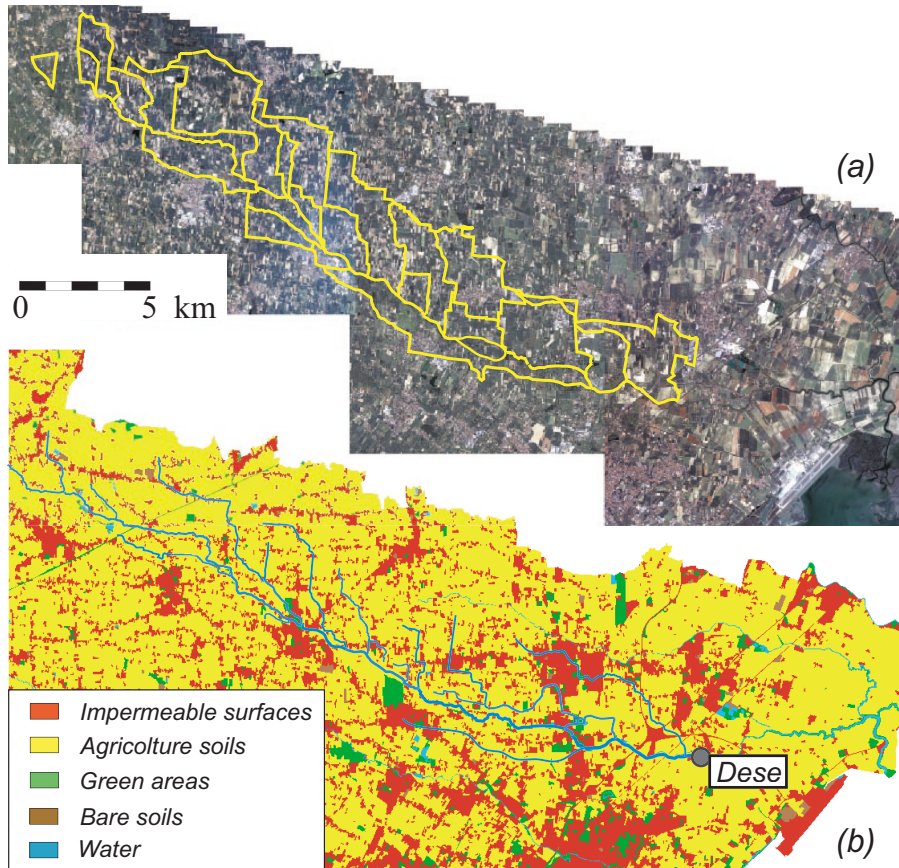 (a)
0 5 km
Impermeable surfaces
Agricolture soils
Green areas
Bare soils
Water
Dese
(b)